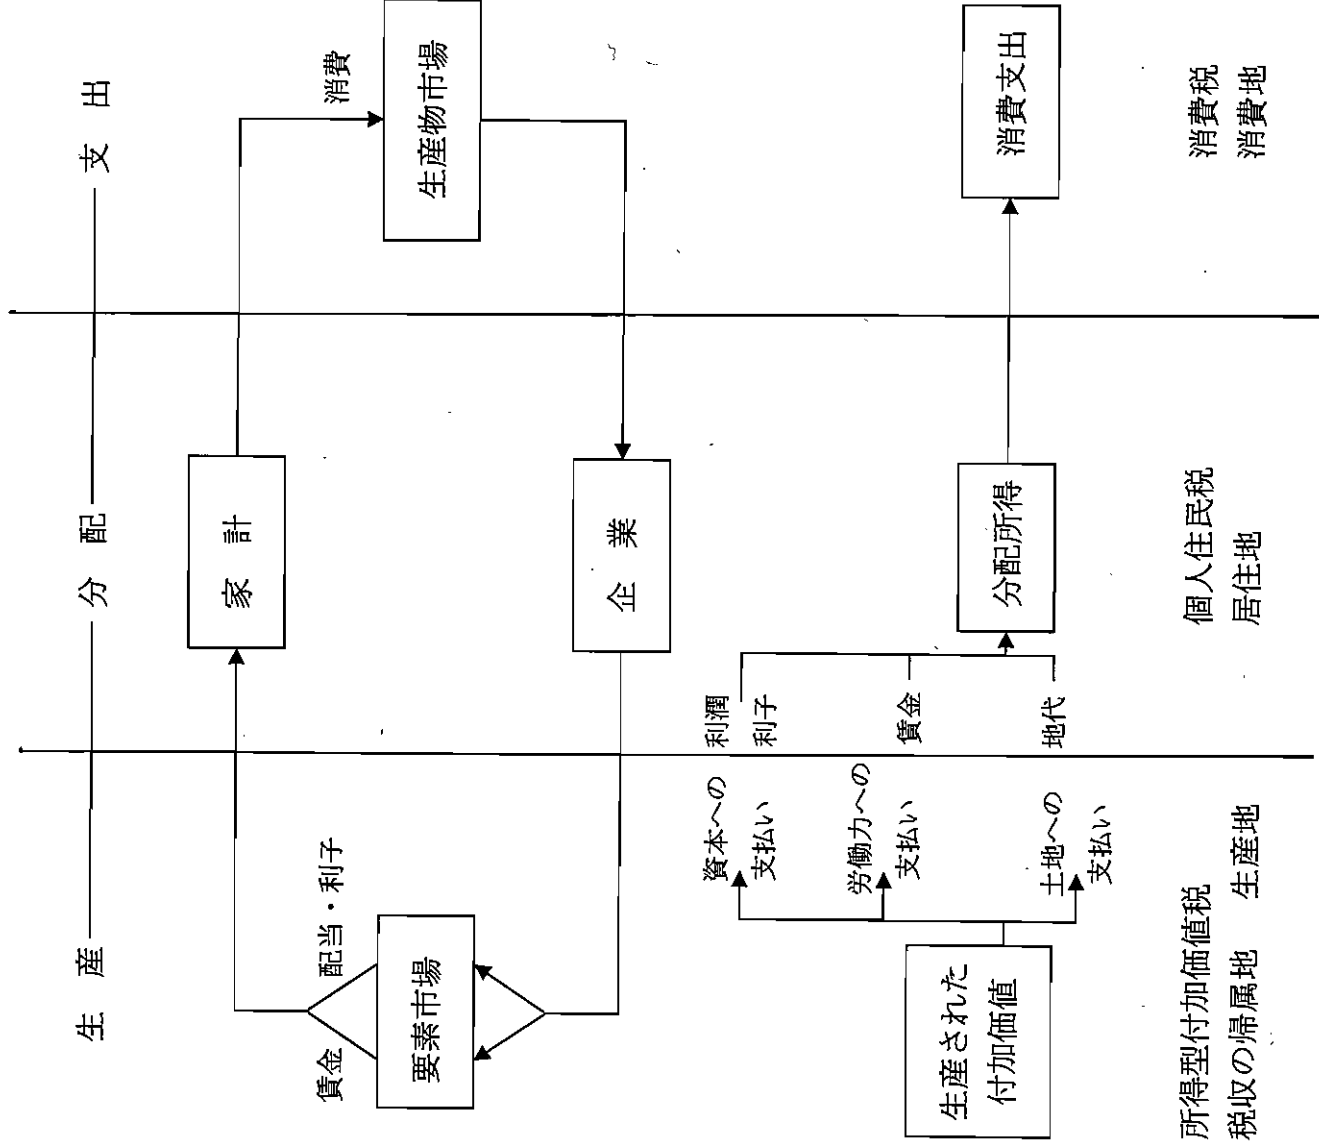 生産
分配
支出
賃金
配当・利子
要素市場
家計
消費
生産物市場
企業
生産された
付加価値
資本への
支払い
労働力への
支払い
土地への
支払い
利潤
利子
賃金
地代
分配所得
消費支出
所得型付加価値税
税収の帰属地 生産地
個人住民税
居住地
消費税
消費地